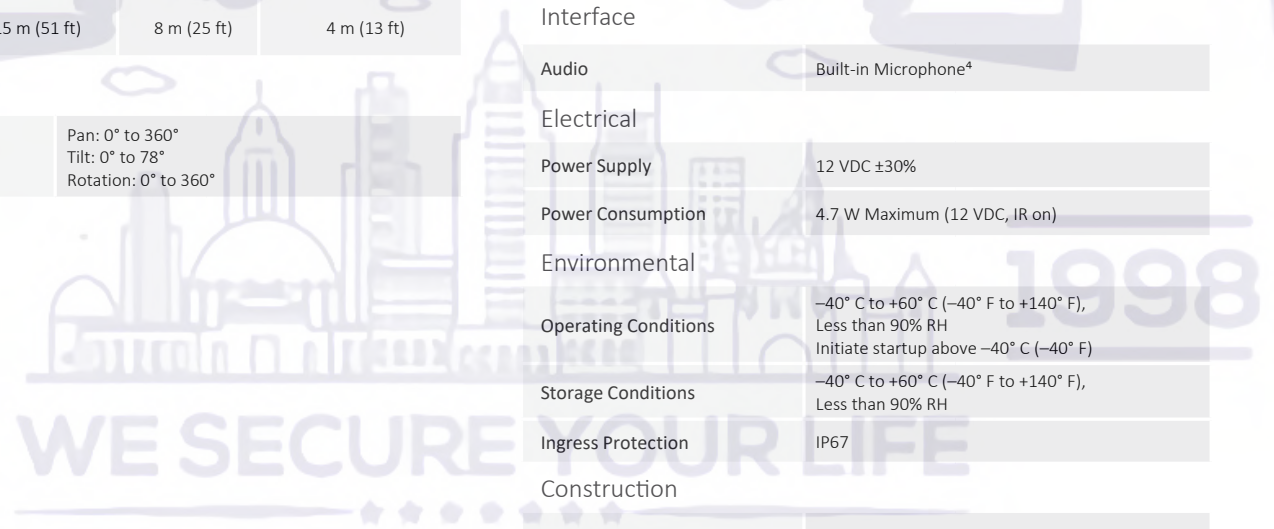 5 m (51 ft) 8 m (25 ft) 4 m (13 ft)
Pan: 0° to 360°
Tilt: 0° to 78°
Rotation: 0° to 360°
Interface
Audio Built-in Microphone⁴
Electrical
Power Supply 12 VDC ±30%
Power Consumption 4.7 W Maximum (12 VDC, IR on)
Environmental
Operating Conditions –40° C to +60° C (–40° F to +140° F),
Less than 90% RH
Initiate startup above –40° C (–40° F)
Storage Conditions –40° C to +60° C (–40° F to +140° F),
Less than 90% RH
Ingress Protection IP67
Construction
1998
WE SECURE YOUR LIFE